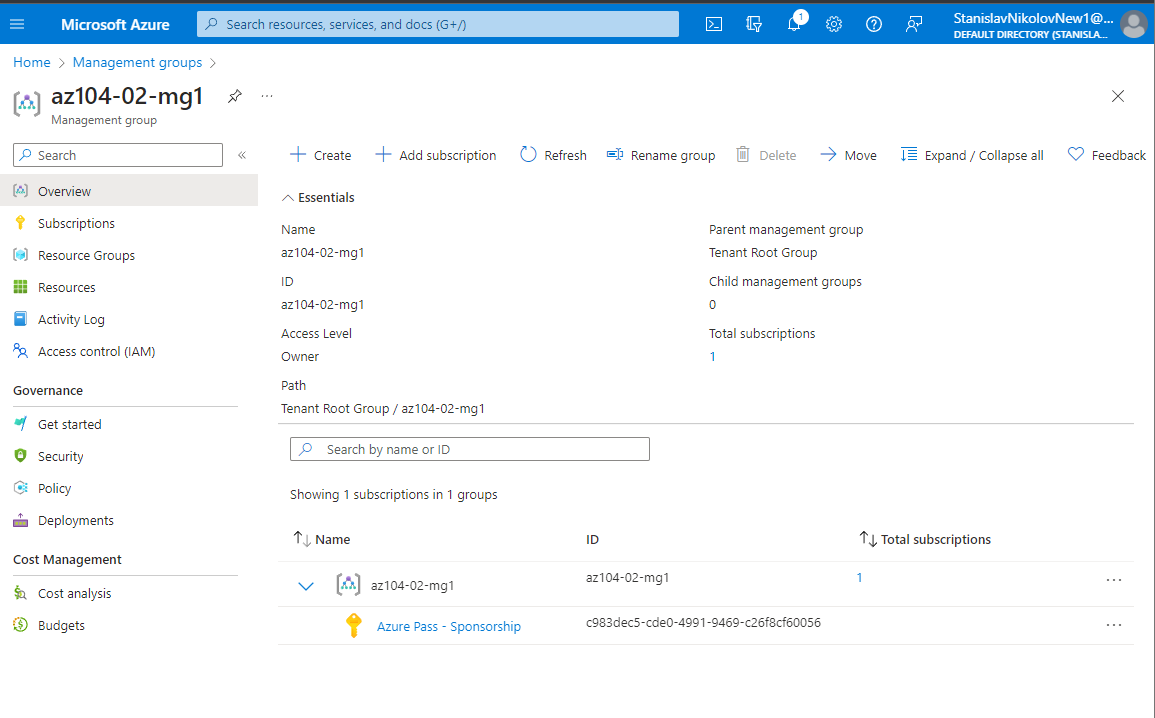 Microsoft Azure
Search resources, services, and docs (G+/)
1
StanislavNikolovNew1@...
DEFAULT DIRECTORY (STANISLA...
Home > Management groups >
az104-02-mg1 ...
Management group
Search «
Overview
Subscriptions
Resource Groups
Resources
Activity Log
Access control (IAM)
Governance
Get started
Security
Policy
Deployments
Cost Management
Cost analysis
Budgets
Create Add subscription Refresh Rename group Delete Move Expand / Collapse all Feedback
Essentials
Name
az104-02-mg1
ID
az104-02-mg1
Access Level
Owner
Path
Tenant Root Group / az104-02-mg1
Parent management group
Tenant Root Group
Child management groups
0
Total subscriptions
1
Search by name or ID
Showing 1 subscriptions in 1 groups
Name ID Total subscriptions
az104-02-mg1 az104-02-mg1 1 ...
Azure Pass - Sponsorship c983dec5-cde0-4991-9469-c26f8cf60056 ...